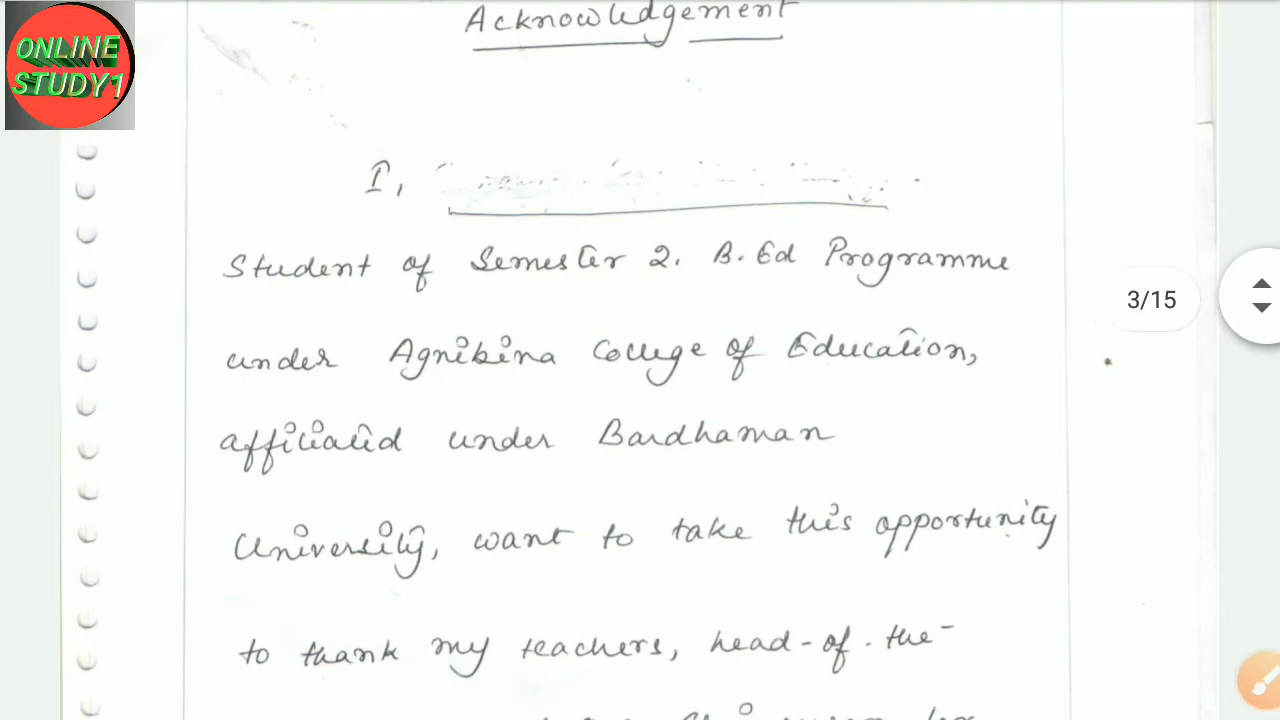 Acknowledgement
ONLINE
STUDY1
I,
Student of Semester 2. B.Ed Programme
3/15
under Agnibina College of Education,
affiliated under Bardhaman
University, want to take this opportunity
to thank my teachers, head-of-the-